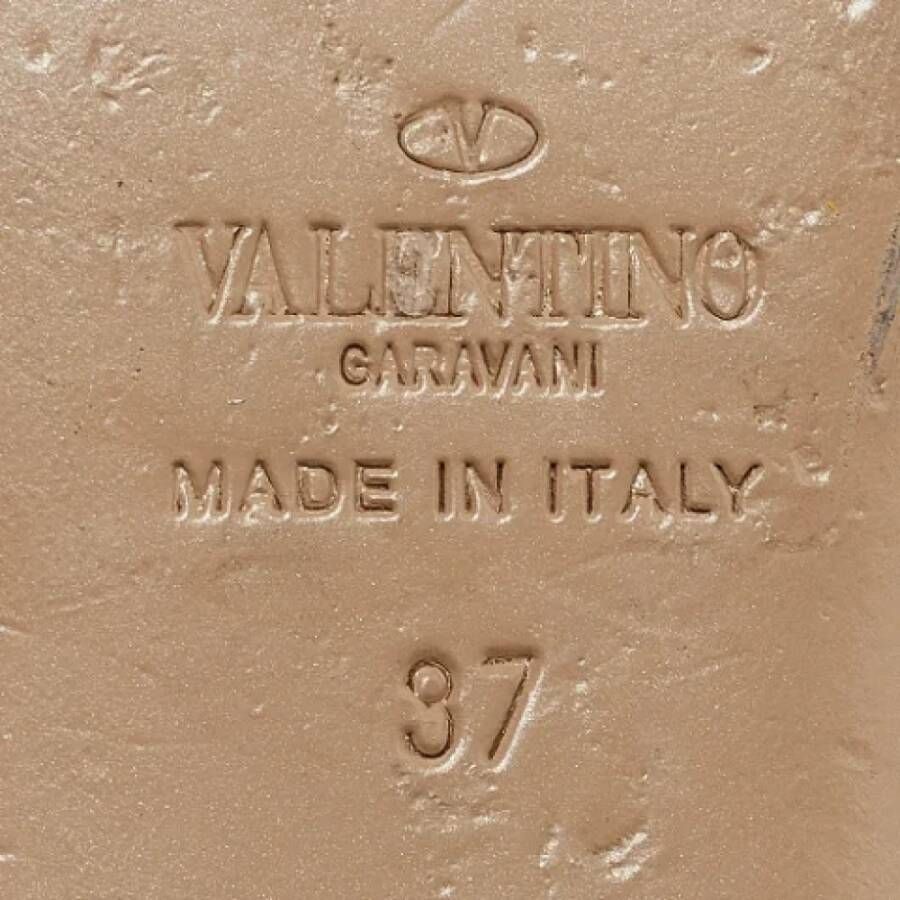 V
VALENTINO
GARAVANI
MADE IN ITALY
37